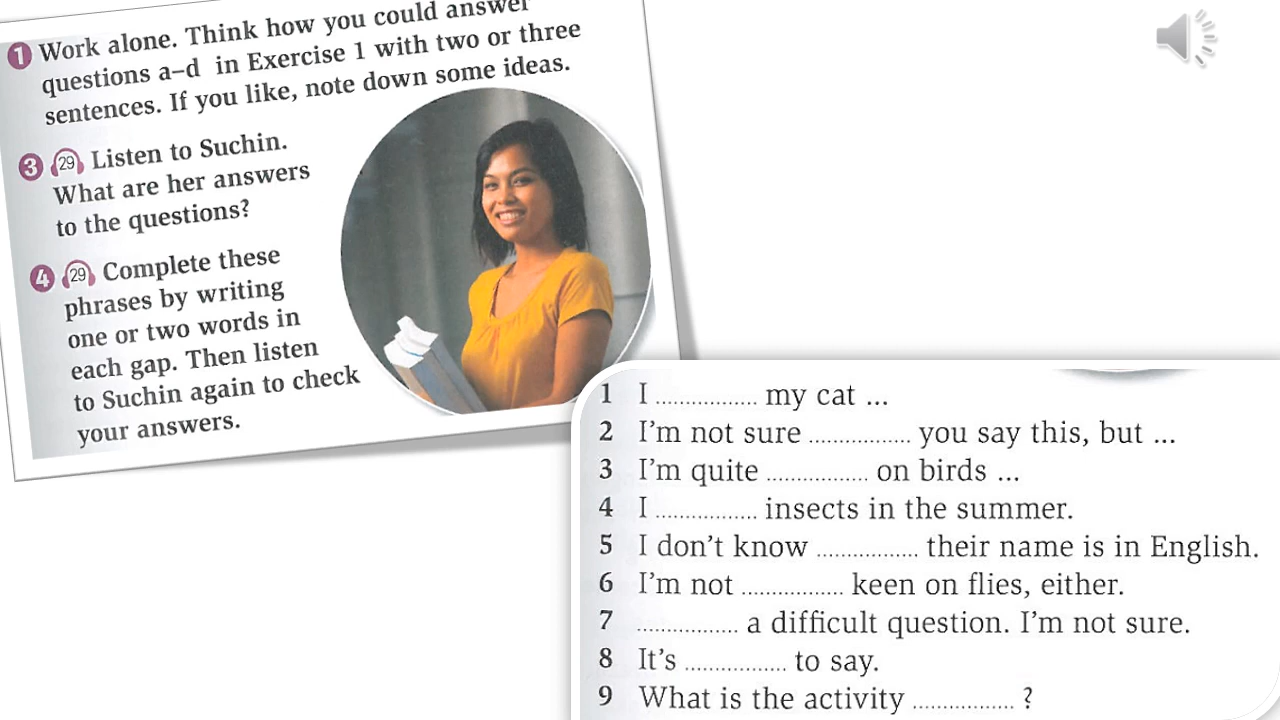 1 Work alone. Think how you could answer
questions a–d in Exercise 1 with two or three
sentences. If you like, note down some ideas.
3 29 Listen to Suchin.
What are her answers
to the questions?
4 29 Complete these
phrases by writing
one or two words in
each gap. Then listen
to Suchin again to check
your answers.
1 I ................. my cat ...
2 I'm not sure ................. you say this, but ...
3 I'm quite ................. on birds ...
4 I ................. insects in the summer.
5 I don't know ................. their name is in English.
6 I'm not ................. keen on flies, either.
7 ................. a difficult question. I'm not sure.
8 It's ................. to say.
9 What is the activity ................. ?